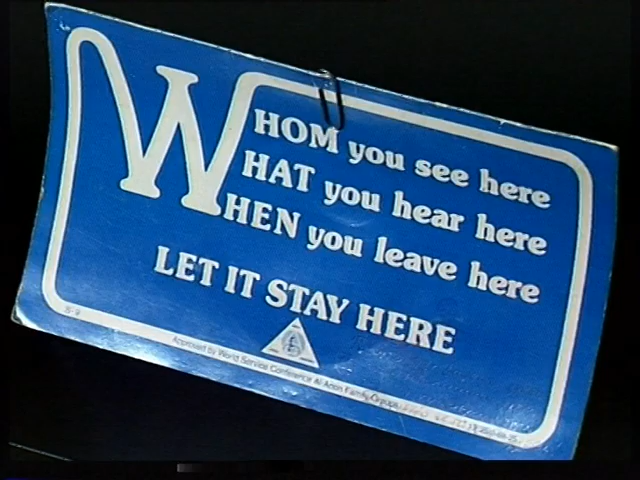 WHOM you see here
WHAT you hear here
WHEN you leave here
LET IT STAY HERE
Approved by World Service Conference Al-Anon Family Groups